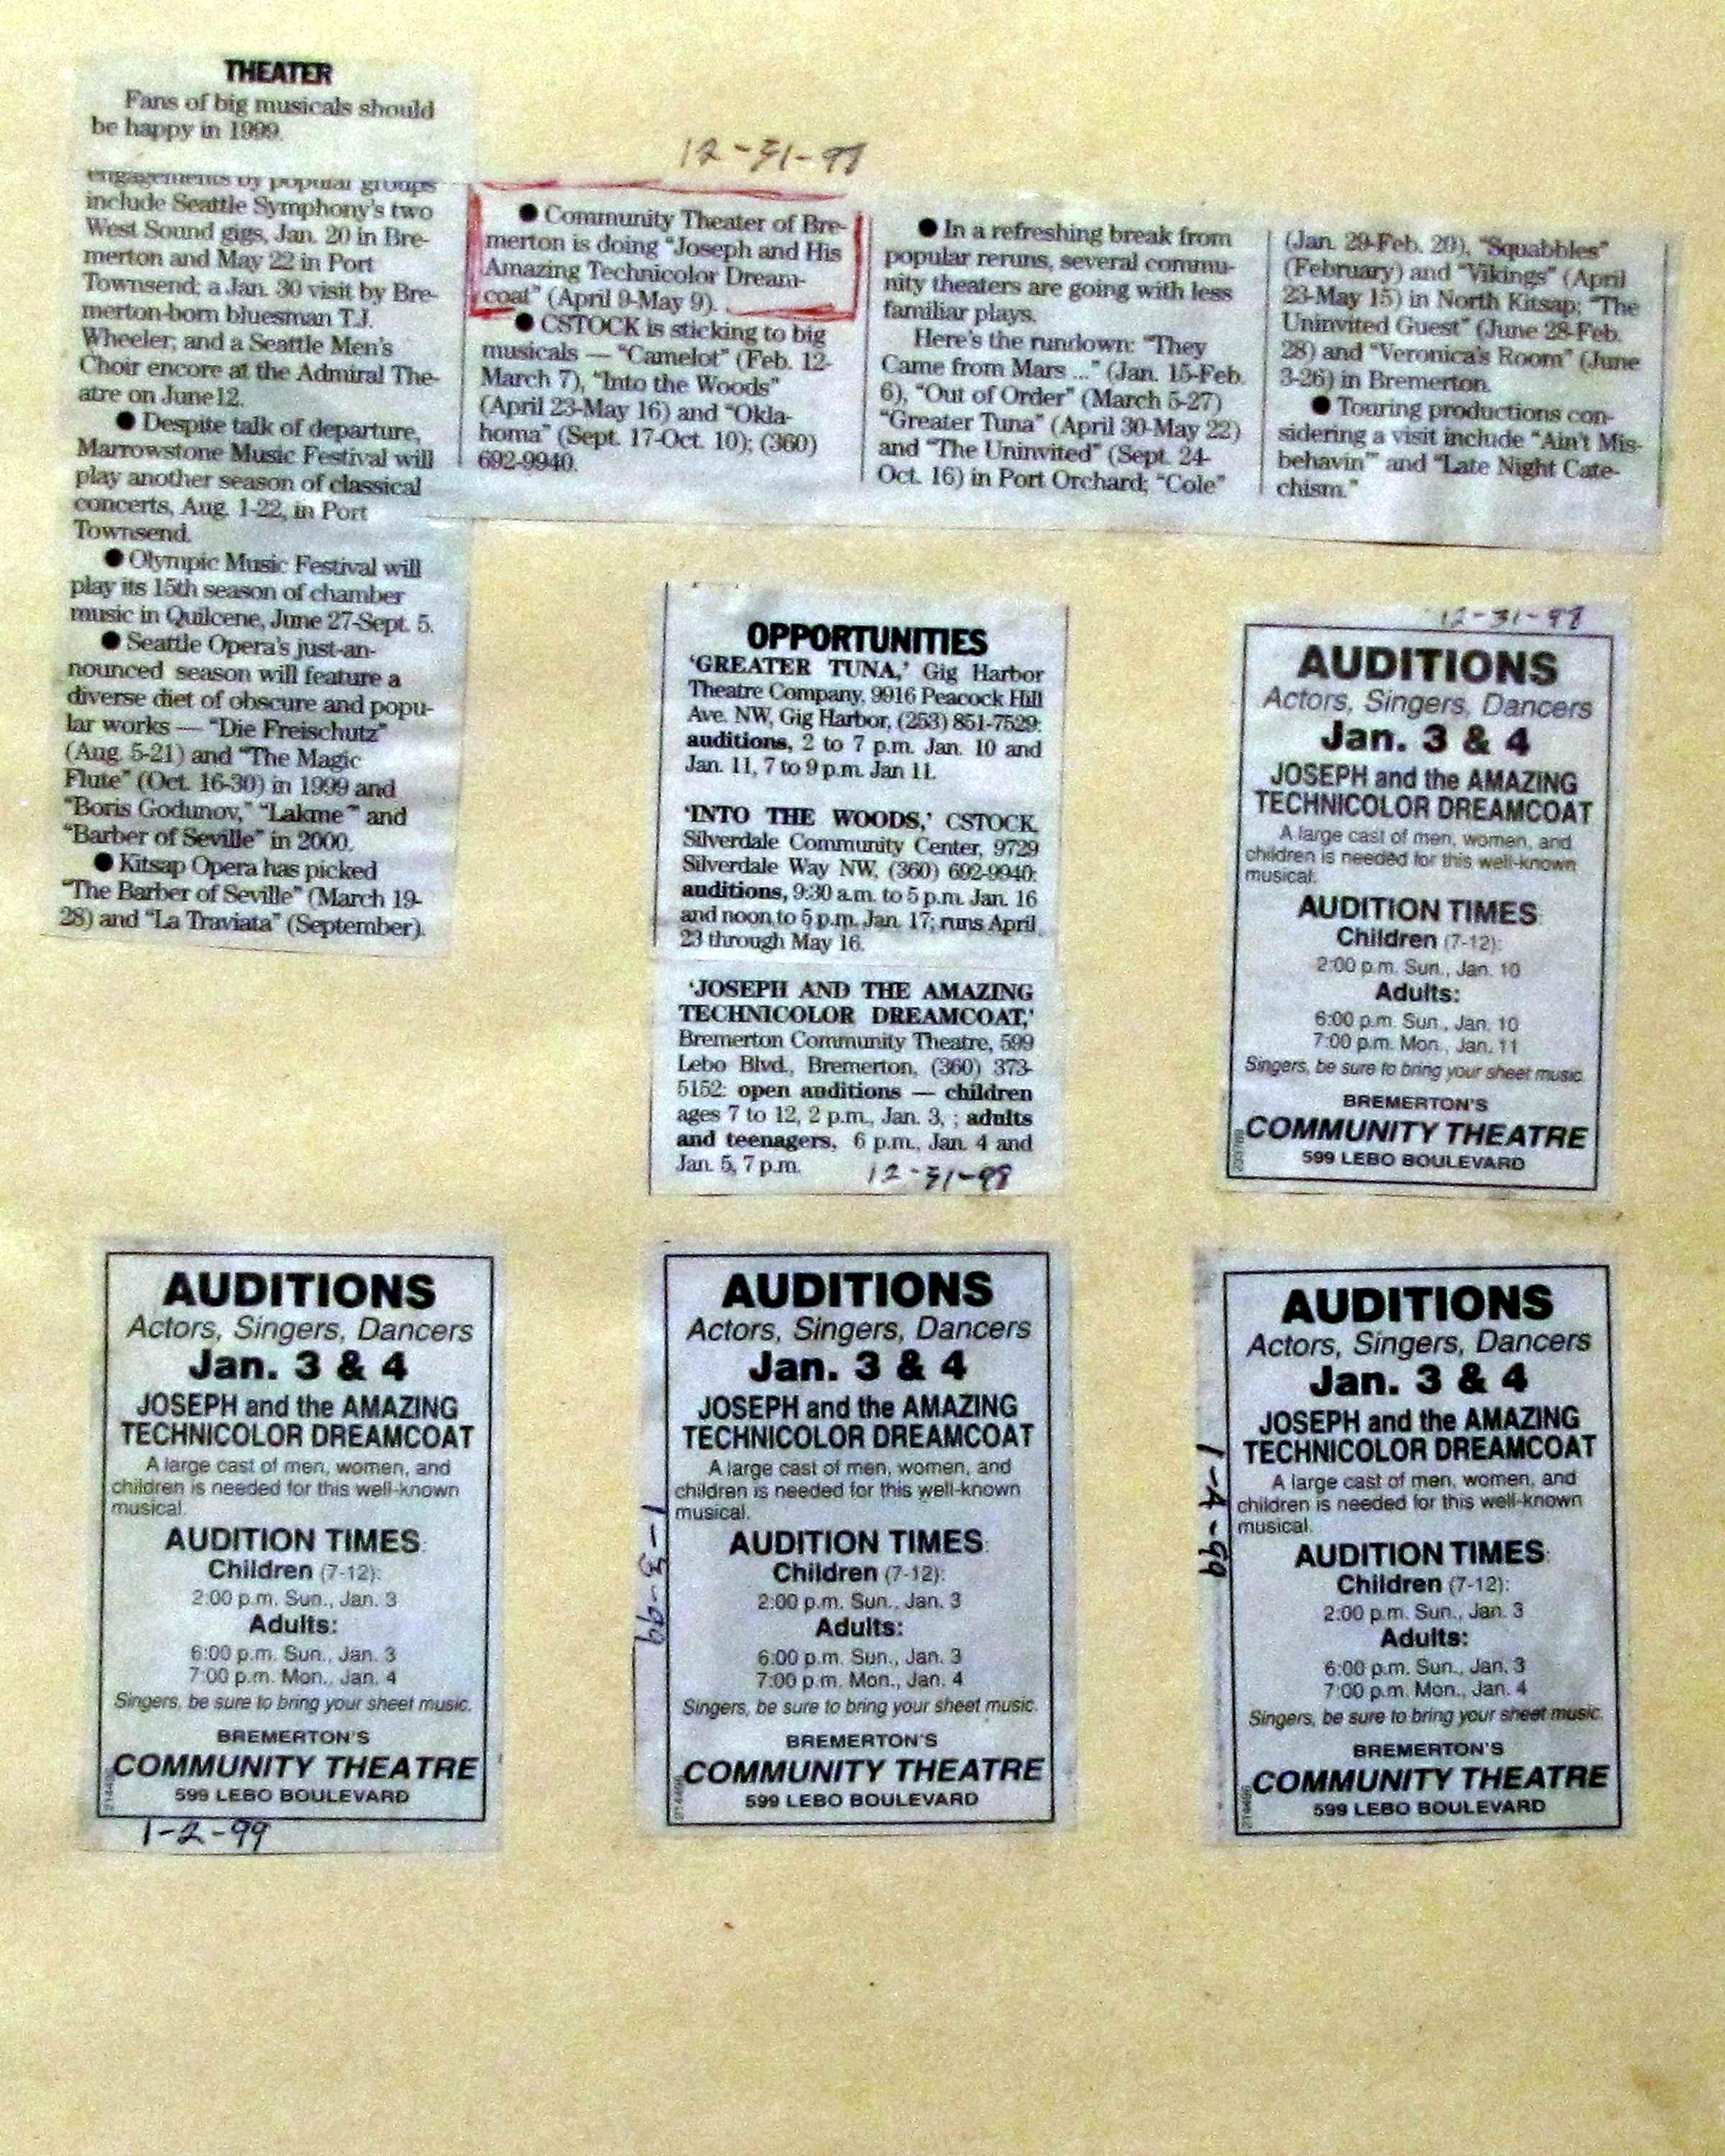 THEATER
Fans of big musicals should
be happy in 1999.
engagements by popular groups
include Seattle Symphony's two
West Sound gigs, Jan. 20 in Bre-
merton and May 22 in Port
Townsend; a Jan. 30 visit by Bre-
merton-born bluesman T.J.
Wheeler; and a Seattle Men's
Choir encore at the Admiral The-
atre on June12.
● Despite talk of departure,
Marrowstone Music Festival will
play another season of classical
concerts, Aug. 1-22, in Port
Townsend.
● Olympic Music Festival will
play its 15th season of chamber
music in Quilcene, June 27-Sept. 5.
● Seattle Opera's just-an-
nounced season will feature a
diverse diet of obscure and popu-
lar works — "Die Freischutz"
(Aug. 5-21) and "The Magic
Flute" (Oct. 16-30) in 1999 and
"Boris Godunov," "Lakme" and
"Barber of Seville" in 2000.
● Kitsap Opera has picked
"The Barber of Seville" (March 19-
28) and "La Traviata" (September).
12-31-98
● Community Theater of Bre-
merton is doing "Joseph and His
Amazing Technicolor Dream-
coat" (April 9-May 9).
● CSTOCK is sticking to big
musicals — "Camelot" (Feb. 12-
March 7), "Into the Woods"
(April 23-May 16) and "Okla-
homa" (Sept. 17-Oct. 10); (360)
692-9940.
● In a refreshing break from
popular reruns, several commu-
nity theaters are going with less
familiar plays.
Here's the rundown: "They
Came from Mars ..." (Jan. 15-Feb.
6), "Out of Order" (March 5-27)
"Greater Tuna" (April 30-May 22)
and "The Uninvited" (Sept. 24-
Oct. 16) in Port Orchard; "Cole"
(Jan. 29-Feb. 20), "Squabbles"
(February) and "Vikings" (April
23-May 15) in North Kitsap; "The
Uninvited Guest" (June 28-Feb.
28) and "Veronica's Room" (June
3-26) in Bremerton.
● Touring productions con-
sidering a visit include "Ain't Mis-
behavin'" and "Late Night Cate-
chism."
OPPORTUNITIES
'GREATER TUNA,' Gig Harbor
Theatre Company, 9916 Peacock Hill
Ave. NW, Gig Harbor, (253) 851-7529:
auditions, 2 to 7 p.m. Jan. 10 and
Jan. 11, 7 to 9 p.m. Jan 11.
'INTO THE WOODS,' CSTOCK,
Silverdale Community Center, 9729
Silverdale Way NW, (360) 692-9940:
auditions, 9:30 a.m. to 5 p.m. Jan. 16
and noon to 5 p.m. Jan. 17; runs April
23 through May 16.
'JOSEPH AND THE AMAZING
TECHNICOLOR DREAMCOAT,'
Bremerton Community Theatre, 599
Lebo Blvd., Bremerton, (360) 373-
5152: open auditions — children
ages 7 to 12, 2 p.m., Jan. 3, ; adults
and teenagers, 6 p.m., Jan. 4 and
Jan. 5, 7 p.m.
12-31-98
12-31-98
AUDITIONS
Actors, Singers, Dancers
Jan. 3 & 4
JOSEPH and the AMAZING
TECHNICOLOR DREAMCOAT
A large cast of men, women, and
children is needed for this well-known
musical.
AUDITION TIMES:
Children (7-12):
2:00 p.m. Sun., Jan. 10
Adults:
6:00 p.m. Sun., Jan. 10
7:00 p.m. Mon., Jan. 11
Singers, be sure to bring your sheet music.
BREMERTON'S
COMMUNITY THEATRE
599 LEBO BOULEVARD
AUDITIONS
Actors, Singers, Dancers
Jan. 3 & 4
JOSEPH and the AMAZING
TECHNICOLOR DREAMCOAT
A large cast of men, women, and
children is needed for this well-known
musical.
AUDITION TIMES:
Children (7-12):
2:00 p.m. Sun., Jan. 3
Adults:
6:00 p.m. Sun., Jan. 3
7:00 p.m. Mon., Jan. 4
Singers, be sure to bring your sheet music.
BREMERTON'S
COMMUNITY THEATRE
599 LEBO BOULEVARD
1-2-99
AUDITIONS
Actors, Singers, Dancers
Jan. 3 & 4
JOSEPH and the AMAZING
TECHNICOLOR DREAMCOAT
A large cast of men, women, and
children is needed for this well-known
musical.
AUDITION TIMES:
Children (7-12):
2:00 p.m. Sun., Jan. 3
Adults:
6:00 p.m. Sun., Jan. 3
7:00 p.m. Mon., Jan. 4
Singers, be sure to bring your sheet music.
BREMERTON'S
COMMUNITY THEATRE
599 LEBO BOULEVARD
1-3-99
AUDITIONS
Actors, Singers, Dancers
Jan. 3 & 4
JOSEPH and the AMAZING
TECHNICOLOR DREAMCOAT
A large cast of men, women, and
children is needed for this well-known
musical.
AUDITION TIMES:
Children (7-12):
2:00 p.m. Sun., Jan. 3
Adults:
6:00 p.m. Sun., Jan. 3
7:00 p.m. Mon., Jan. 4
Singers, be sure to bring your sheet music.
BREMERTON'S
COMMUNITY THEATRE
599 LEBO BOULEVARD
1-4-99